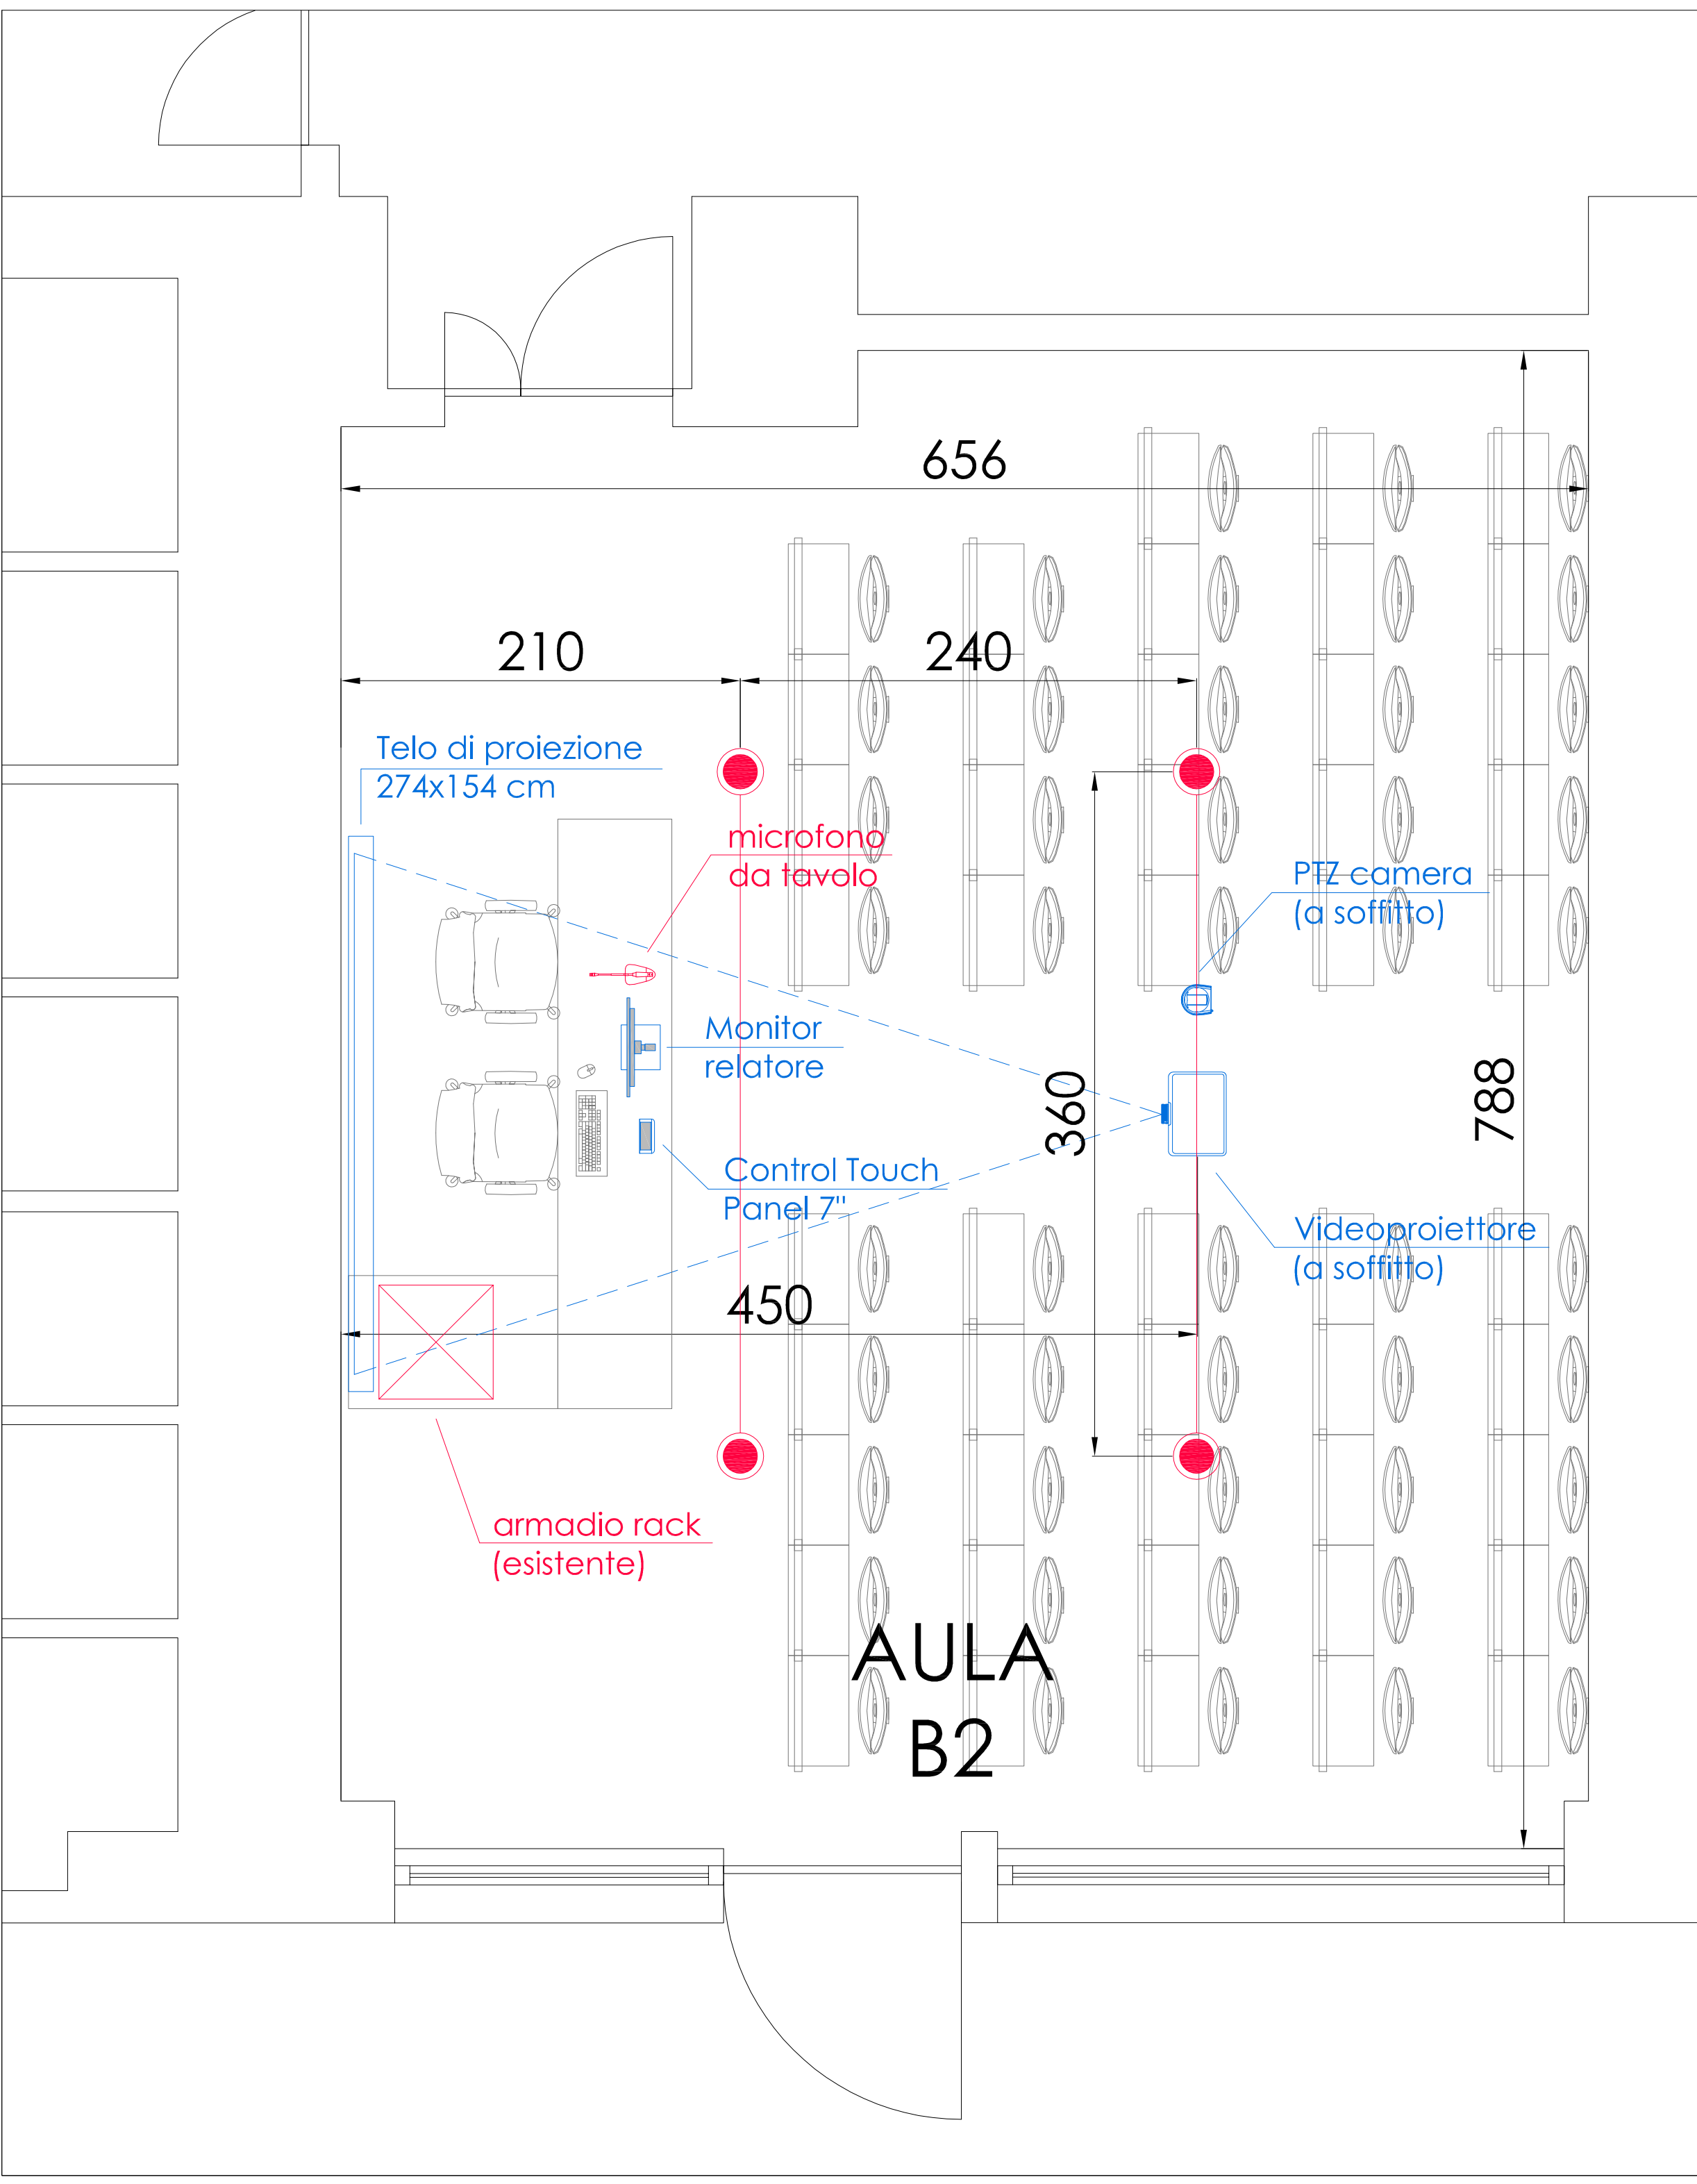 656
210
240
Telo di proiezione
274x154 cm
microfono
da tavolo
PTZ camera
(a soffitto)
Monitor
relatore
360
788
Control Touch
Panel 7"
Videoproiettore
(a soffitto)
450
armadio rack
(esistente)
AULA
B2